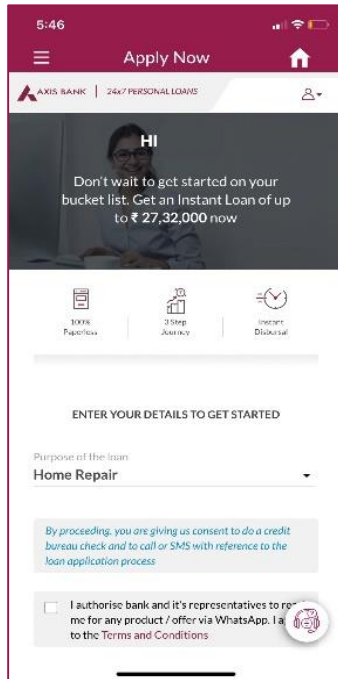 5:46
Apply Now
AXIS BANK | 24x7 PERSONAL LOANS
HI
Don't wait to get started on your
bucket list. Get an Instant Loan of up
to ₹ 27,32,000 now
100%
Paperless
3 Step
Journey
Instant
Disbursal
ENTER YOUR DETAILS TO GET STARTED
Purpose of the loan
Home Repair
By proceeding, you are giving us consent to do a credit
bureau check and to call or SMS with reference to the
loan application process
I authorise bank and it's representatives to
me for any product / offer via WhatsApp. I
to the Terms and Conditions